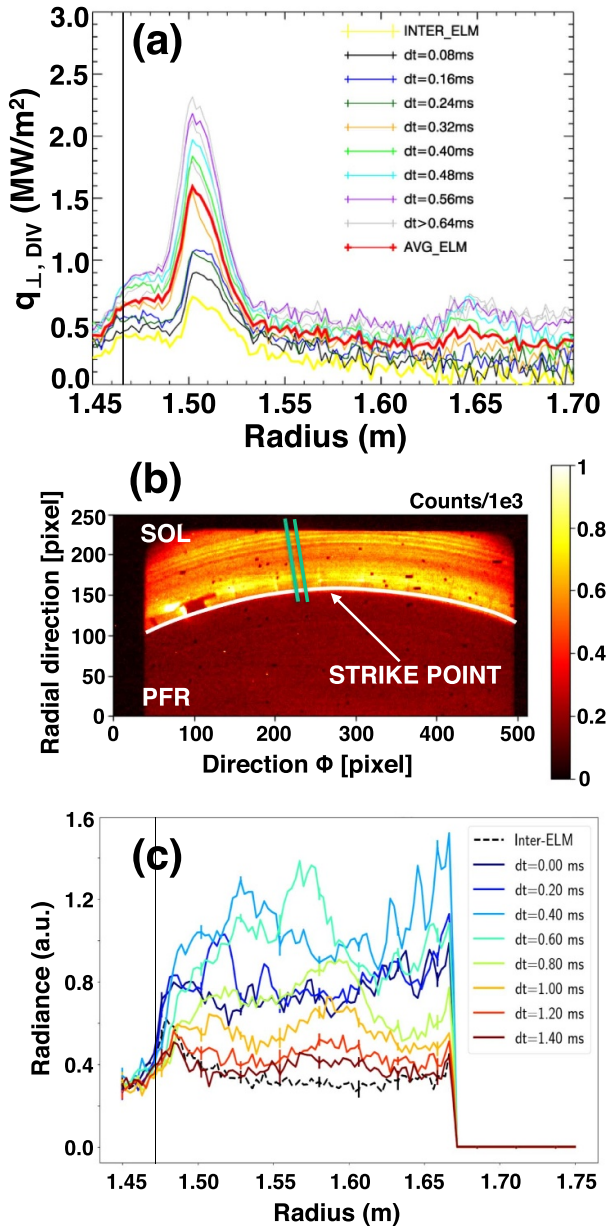 (a)
3.0
2.5
2.0
1.5
1.0
0.5
0.0
q⊥, DIV (MW/m²)
INTER_ELM
dt=0.08ms
dt=0.16ms
dt=0.24ms
dt=0.32ms
dt=0.40ms
dt=0.48ms
dt=0.56ms
dt>0.64ms
AVG_ELM
1.45 1.50 1.55 1.60 1.65 1.70
Radius (m)
(b)
Counts/1e3
250
200
150
100
50
0
Radial direction [pixel]
SOL
STRIKE POINT
PFR
0 100 200 300 400 500
Direction Φ [pixel]
1
0.8
0.6
0.4
0.2
0
(c)
1.6
1.2
0.8
0.4
0.0
Radiance (a.u.)
Inter-ELM
dt=0.00 ms
dt=0.20 ms
dt=0.40 ms
dt=0.60 ms
dt=0.80 ms
dt=1.00 ms
dt=1.20 ms
dt=1.40 ms
1.45 1.50 1.55 1.60 1.65 1.70 1.75
Radius (m)